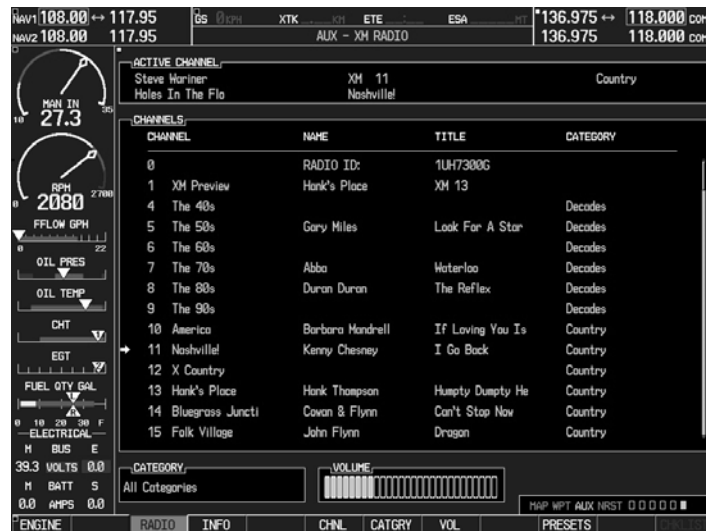 NAV1 108.00 ↔ 117.95 GS 0KPH XTK KM ETE ESA MT 136.975 ↔ 118.000 COM
NAV2 108.00 117.95 AUX – XM RADIO 136.975 118.000 COM
ACTIVE CHANNEL
Steve Wariner XM 11 Country
Holes In The Flo Nashville!
CHANNELS
CHANNEL NAME TITLE CATEGORY
0 RADIO ID: 1UH7300G
1 XM Preview Hank's Place XM 13
4 The 40s Decades
5 The 50s Gary Miles Look For A Star Decades
6 The 60s Decades
7 The 70s Abba Waterloo Decades
8 The 80s Duran Duran The Reflex Decades
9 The 90s Decades
10 America Barbara Mandrell If Loving You Is Country
11 Nashville! Kenny Chesney I Go Back Country
12 X Country Country
13 Hank's Place Hank Thompson Humpty Dumpty He Country
14 Bluegrass Juncti Cowan & Flynn Can't Stop Now Country
15 Folk Village John Flynn Dragon Country
MAN IN
27.3
10 35
RPM
2080
0 2700
FFLOW GPH
0 22
OIL PRES
OIL TEMP
CHT
1
EGT
2
FUEL QTY GAL
L
R
0 10 20 30 F
ELECTRICAL
M BUS E
39.3 VOLTS 0.0
M BATT S
0.0 AMPS 0.0
CATEGORY
All Categories
VOLUME
MAP WPT AUX NRST
ENGINE RADIO INFO CHNL CATGRY VOL PRESETS